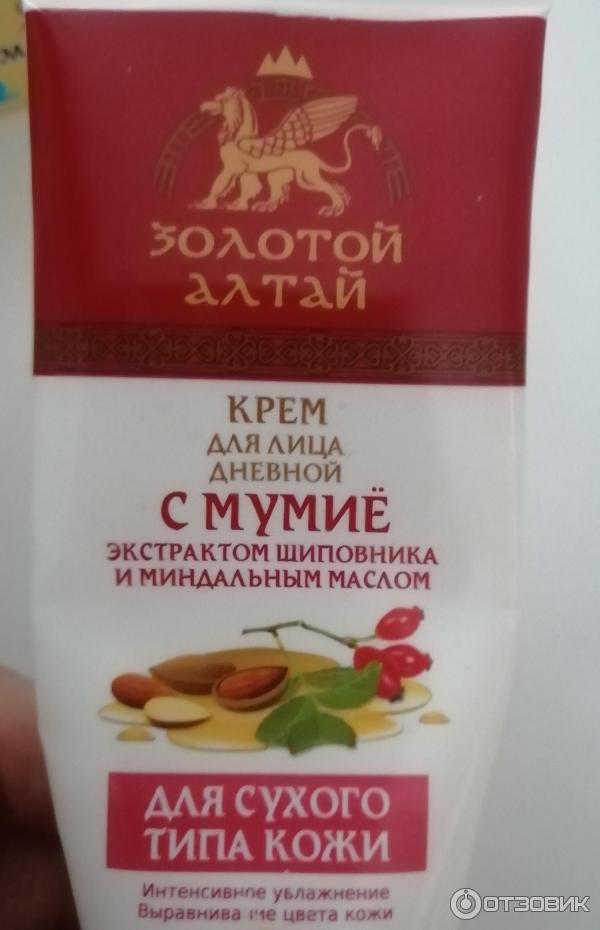 ЗОЛОТОЙ
АЛТАЙ
КРЕМ
ДЛЯ ЛИЦА
ДНЕВНОЙ
С МУМИЁ
ЭКСТРАКТОМ ШИПОВНИКА
И МИНДАЛЬНЫМ МАСЛОМ
ДЛЯ СУХОГО
ТИПА КОЖИ
Интенсивное увлажнение
цвета кожи
ОТЗОВИК